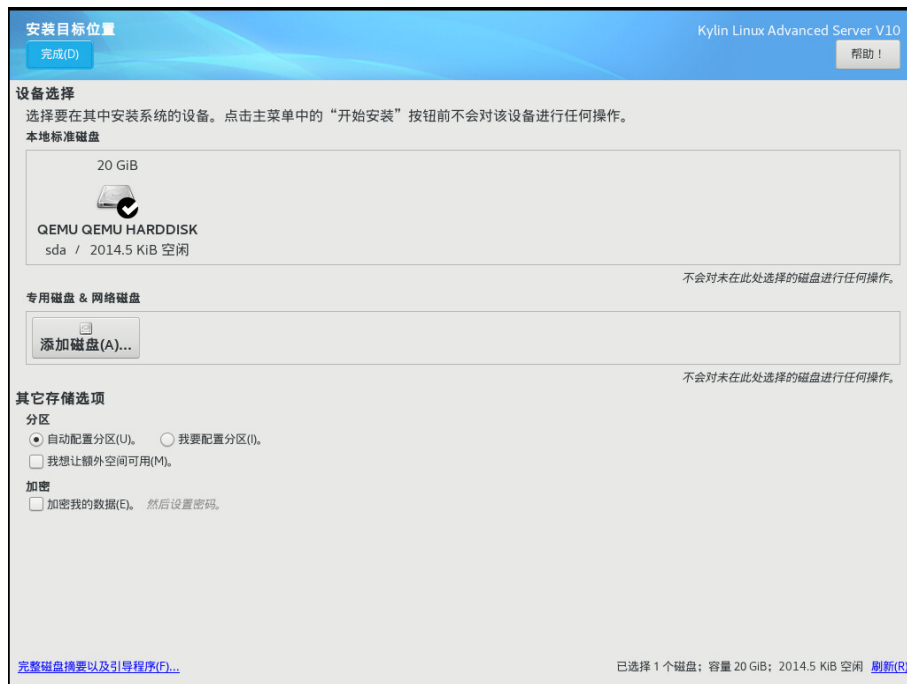 安装目标位置
Kylin Linux Advanced Server V10
完成(D)
帮助！
设备选择
选择要在其中安装系统的设备。点击主菜单中的“开始安装”按钮前不会对该设备进行任何操作。
本地标准磁盘
20 GiB
QEMU QEMU HARDDISK
sda / 2014.5 KiB 空闲
不会对未在此处选择的磁盘进行任何操作。
专用磁盘 & 网络磁盘
添加磁盘(A)...
不会对未在此处选择的磁盘进行任何操作。
其它存储选项
分区
自动配置分区(U)。 我要配置分区(I)。
我想让额外空间可用(M)。
加密
加密我的数据(E)。 然后设置密码。
完整磁盘摘要以及引导程序(F)... 已选择 1 个磁盘；容量 20 GiB；2014.5 KiB 空闲 刷新(R)